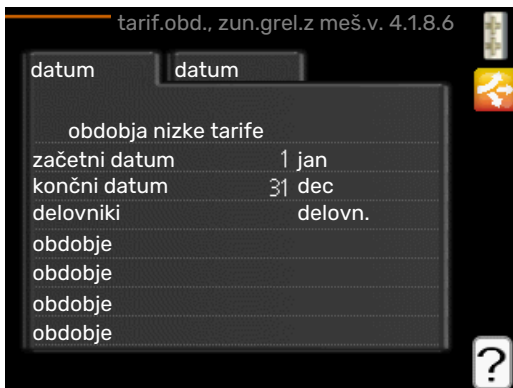 tarif.obd., zun.grel.z meš.v. 4.1.8.6
datum datum
obdobja nizke tarife
začetni datum 1 jan
končni datum 31 dec
delovniki delovn.
obdobje
obdobje
obdobje
obdobje
?